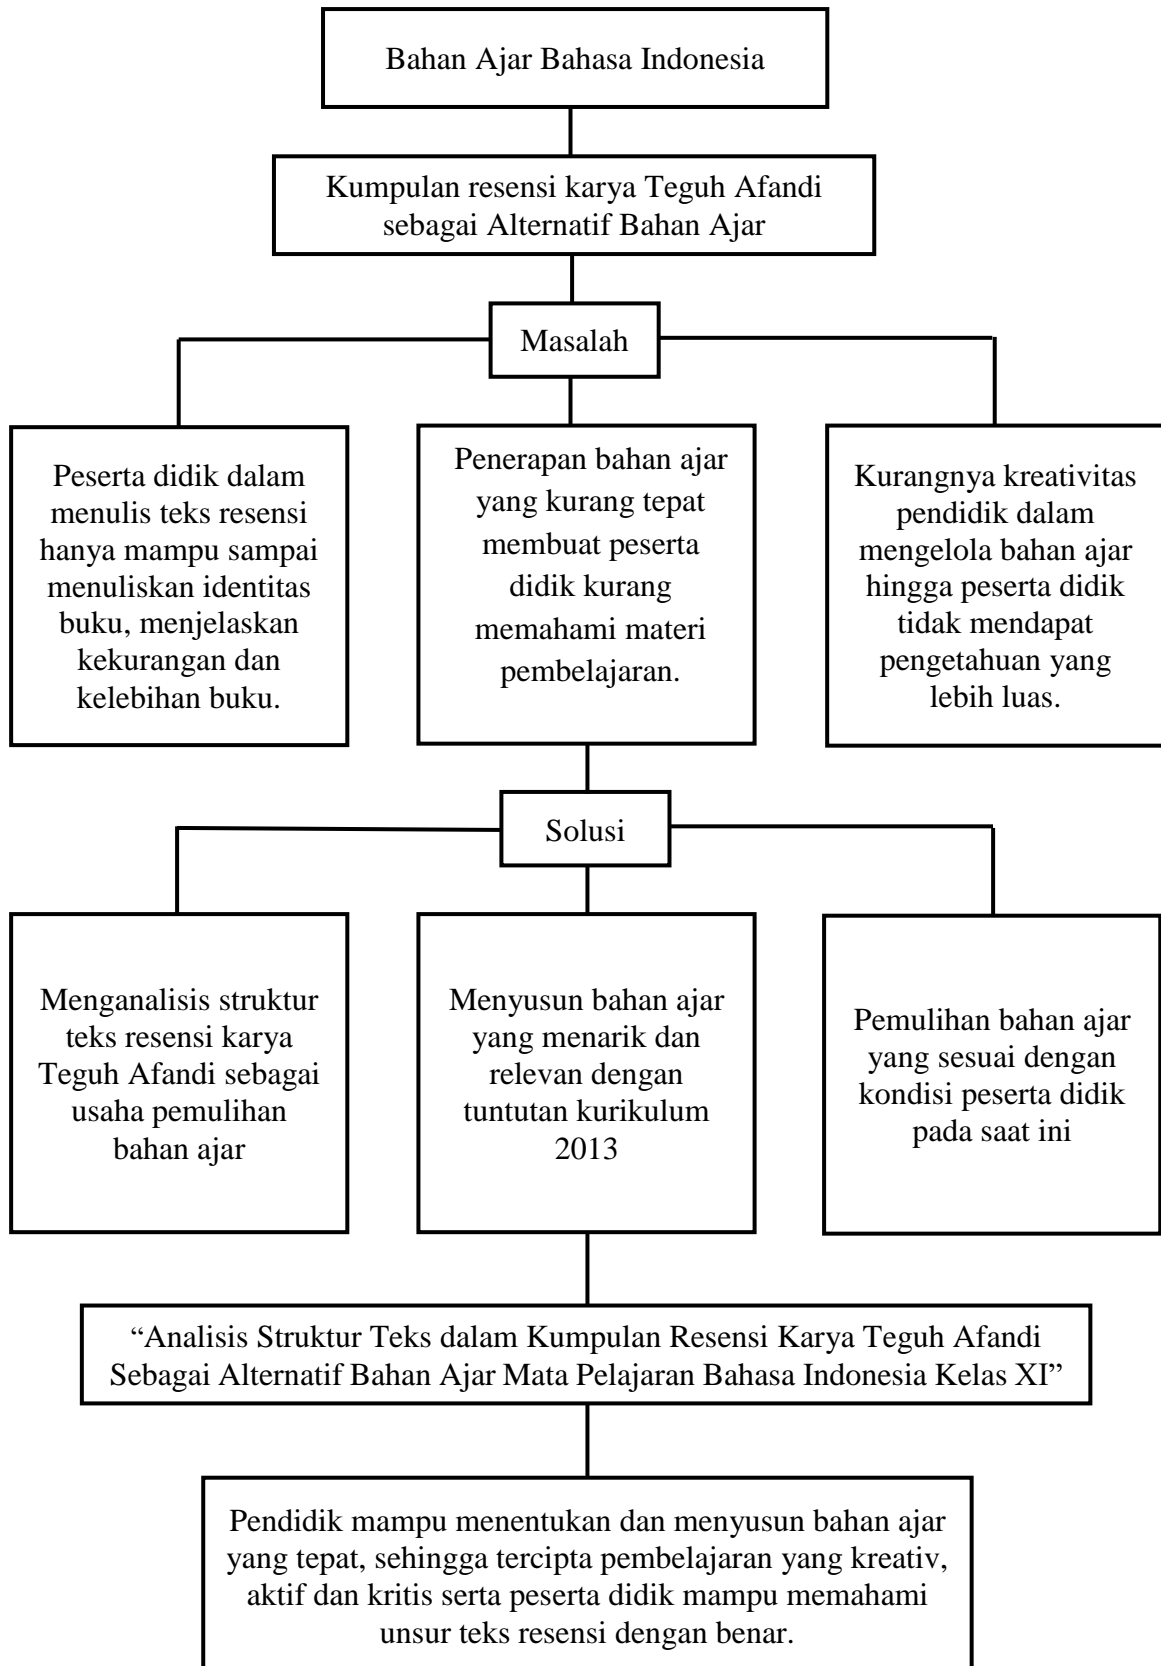 Bahan Ajar Bahasa Indonesia
Kumpulan resensi karya Teguh Afandi
sebagai Alternatif Bahan Ajar
Masalah
Peserta didik dalam
menulis teks resensi
hanya mampu sampai
menuliskan identitas
buku, menjelaskan
kekurangan dan
kelebihan buku.
Penerapan bahan ajar
yang kurang tepat
membuat peserta
didik kurang
memahami materi
pembelajaran.
Kurangnya kreativitas
pendidik dalam
mengelola bahan ajar
hingga peserta didik
tidak mendapat
pengetahuan yang
lebih luas.
Solusi
Menganalisis struktur
teks resensi karya
Teguh Afandi sebagai
usaha pemulihan
bahan ajar
Menyusun bahan ajar
yang menarik dan
relevan dengan
tuntutan kurikulum
2013
Pemulihan bahan ajar
yang sesuai dengan
kondisi peserta didik
pada saat ini
“Analisis Struktur Teks dalam Kumpulan Resensi Karya Teguh Afandi
Sebagai Alternatif Bahan Ajar Mata Pelajaran Bahasa Indonesia Kelas XI”
Pendidik mampu menentukan dan menyusun bahan ajar
yang tepat, sehingga tercipta pembelajaran yang kreativ,
aktif dan kritis serta peserta didik mampu memahami
unsur teks resensi dengan benar.